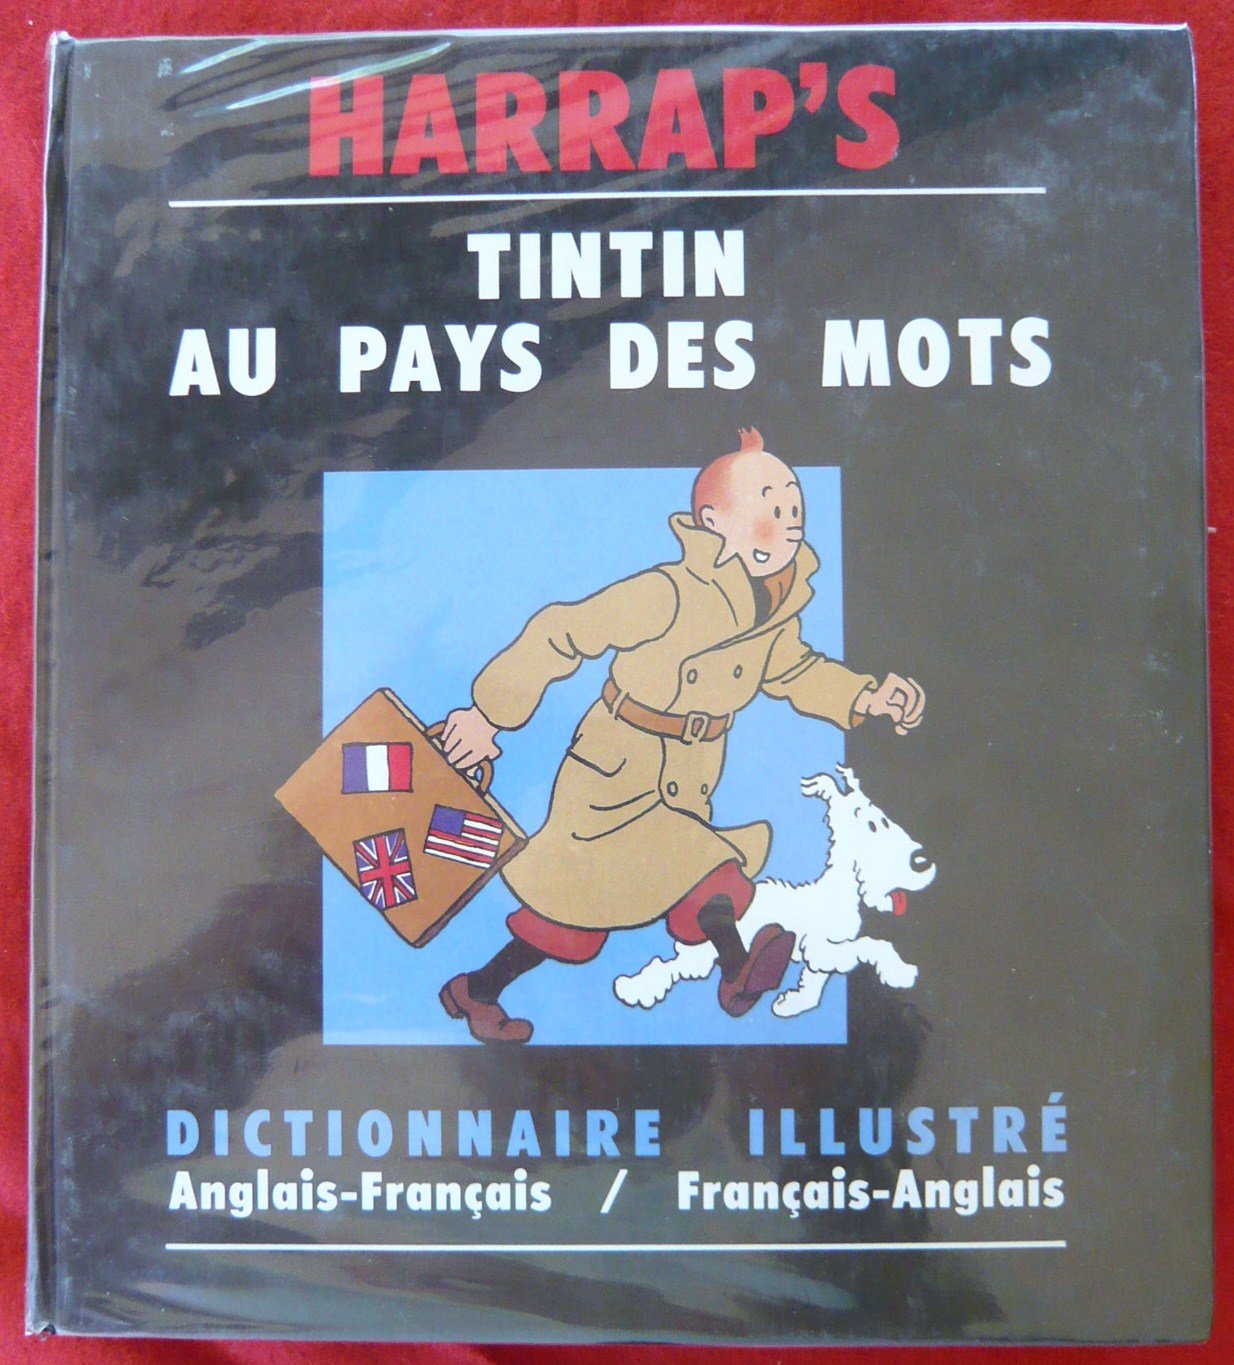 HARRAP'S
TINTIN
AU PAYS DES MOTS
DICTIONNAIRE ILLUSTRÉ
Anglais-Français / Français-Anglais